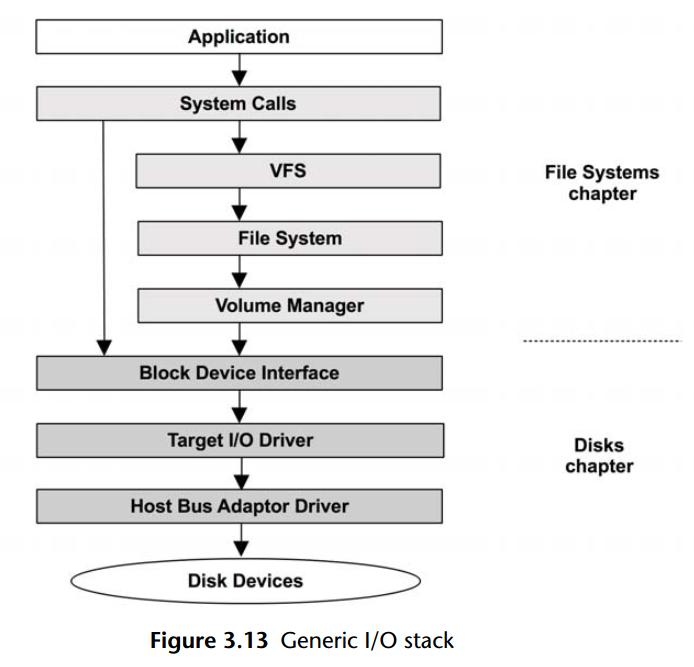 Application
System Calls
VFS
File System
Volume Manager
File Systems
chapter
Block Device Interface
Target I/O Driver
Host Bus Adaptor Driver
Disk Devices
Disks
chapter
Figure 3.13 Generic I/O stack